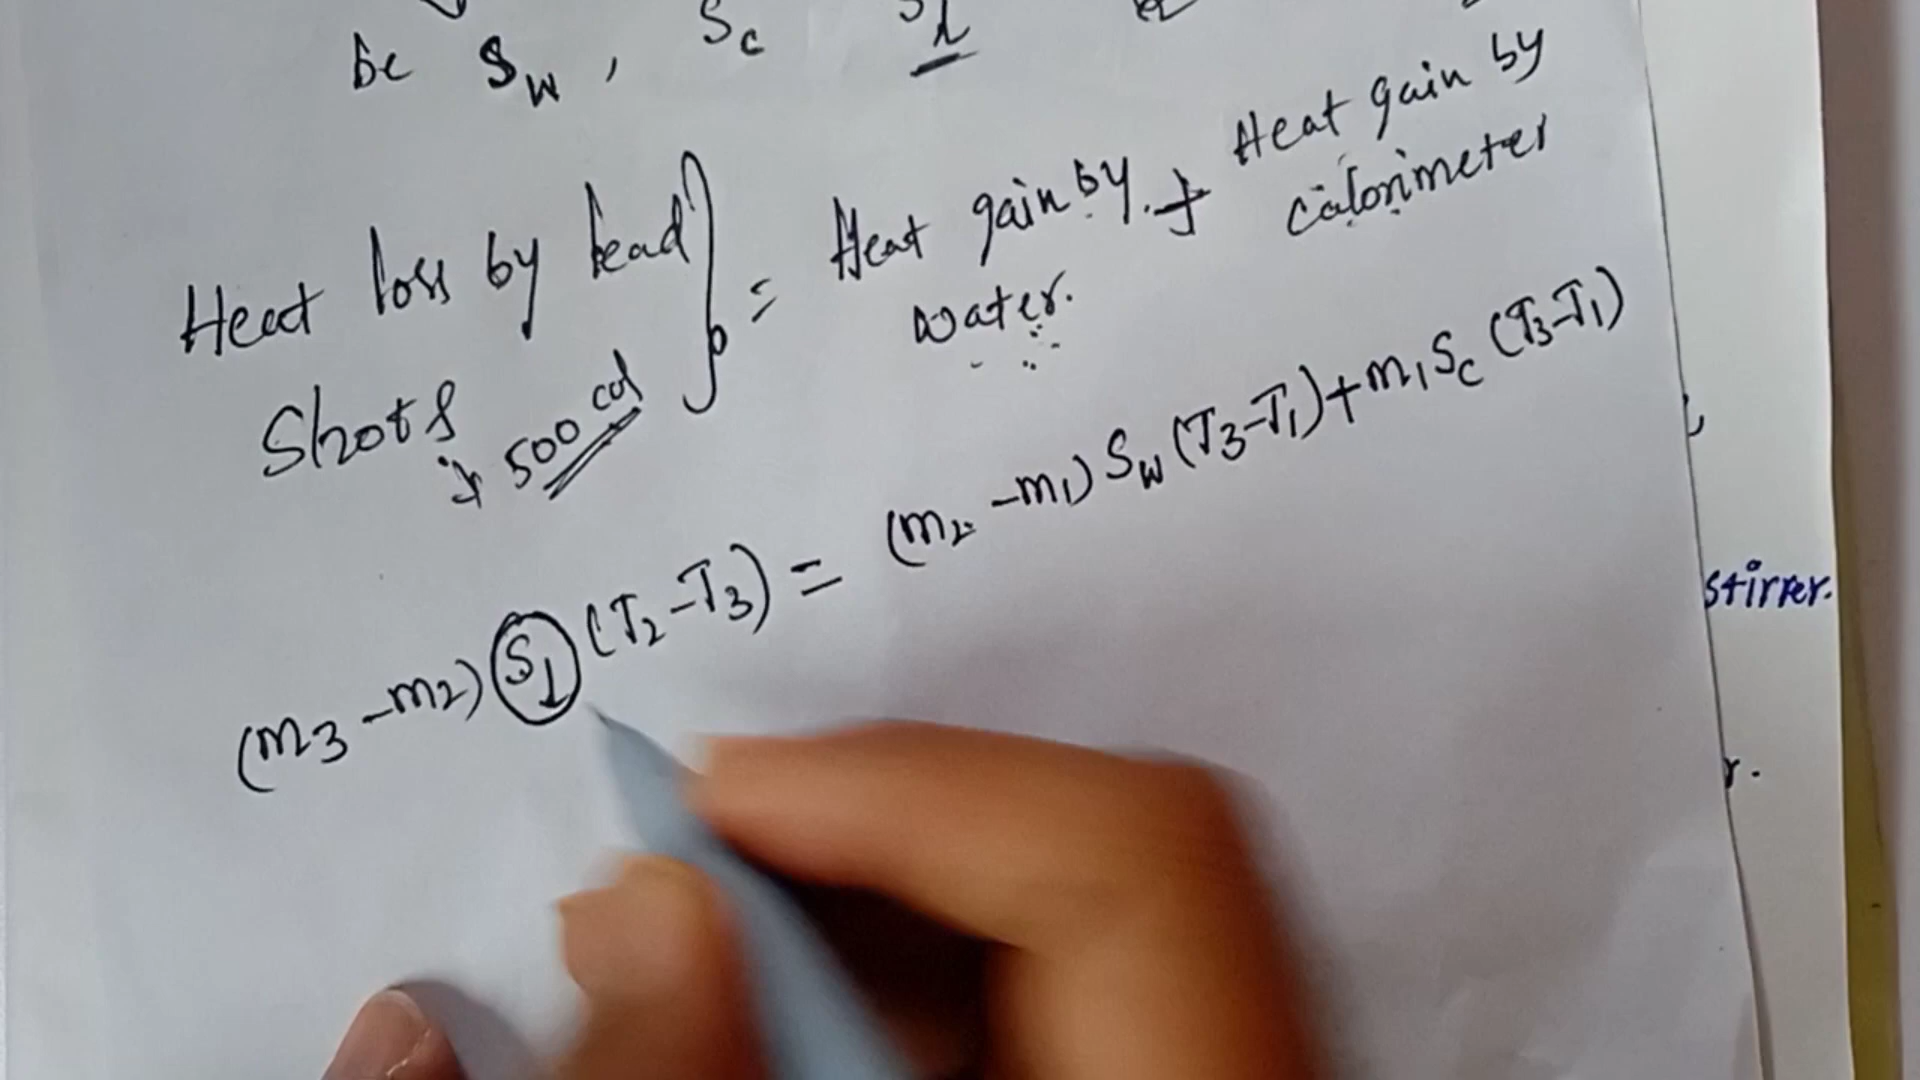 be Sw, Sc Sl
Heat loss by lead Shots } = Heat gain by water. + Heat gain by calorimeter
→ 500 cal
(m3 - m2) Sl (T2 - T3) = (m2 - m1) Sw (T3 - T1) + m1 Sc (T3 - T1)
stirrer.
r.